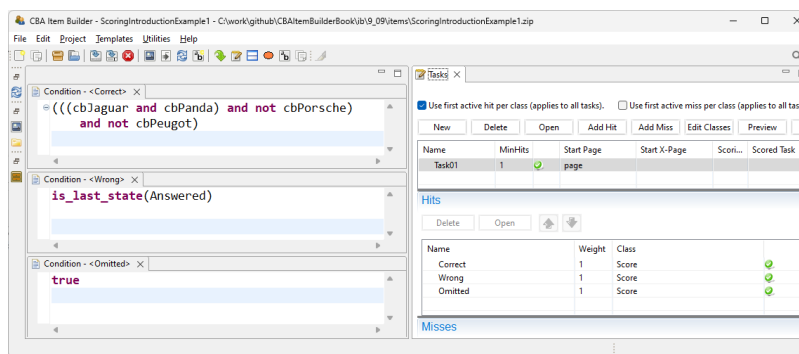 CBA Item Builder - ScoringIntroductionExample1 - C:\work\github\CBAItemBuilderBook\ib\9_09\items\ScoringIntroductionExample1.zip
File Edit Project Templates Utilities Help
Condition - <Correct>
(((cbJaguar and cbPanda) and not cbPorsche)
and not cbPeugot)
Condition - <Wrong>
is_last_state(Answered)
Condition - <Omitted>
true
Tasks
Use first active hit per class (applies to all tasks). Use first active miss per class (applies to all tas
New Delete Open Add Hit Add Miss Edit Classes Preview
Name MinHits Start Page Start X-Page Scori... Scored Task
Task01 1 page
Hits
Delete Open
Name Weight Class
Correct 1 Score
Wrong 1 Score
Omitted 1 Score
Misses